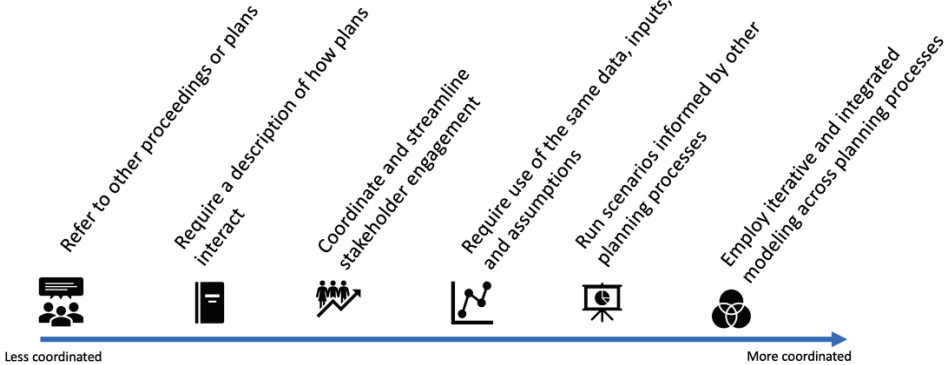 Refer to other proceedings or plans
Require a description of how plans
interact
Coordinate and streamline
stakeholder engagement
Require use of the same data, inputs,
and assumptions
Run scenarios informed by other
planning processes
Employ iterative and integrated
modeling across planning processes
Less coordinated
More coordinated